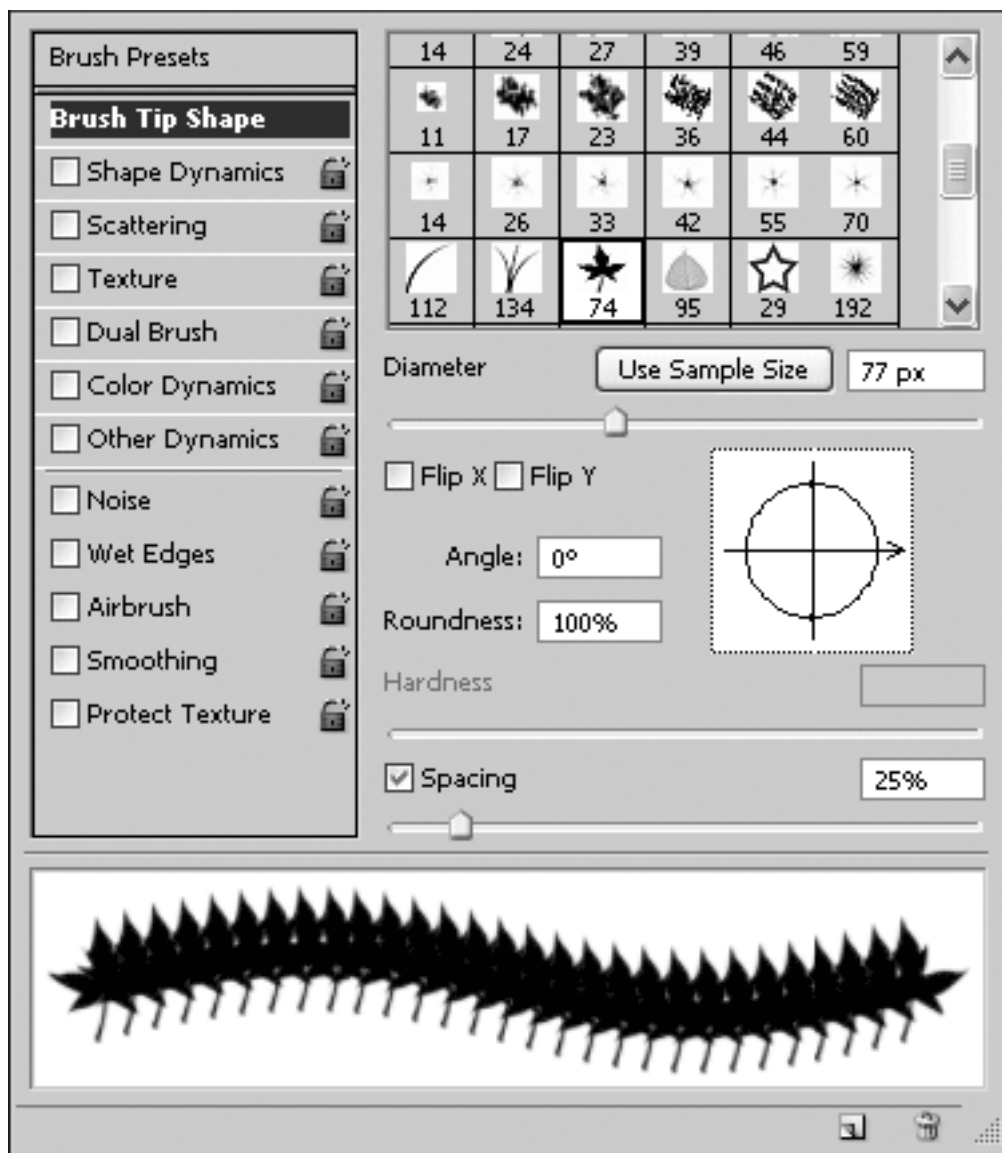 Brush Presets
Brush Tip Shape
Shape Dynamics
Scattering
Texture
Dual Brush
Color Dynamics
Other Dynamics
Noise
Wet Edges
Airbrush
Smoothing
Protect Texture
14 24 27 39 46 59
11 17 23 36 44 60
14 26 33 42 55 70
112 134 74 95 29 192
Diameter Use Sample Size 77 px
Flip X Flip Y
Angle: 0º
Roundness: 100%
Hardness
Spacing 25%